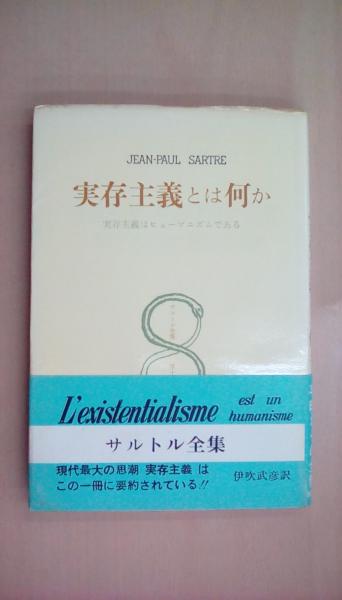 JEAN-PAUL SARTRE
実存主義とは何か
実存主義はヒューマニズムである
L'existentialisme est un humanisme
サルトル全集
現代最大の思潮 実存主義 は
この一冊に要約されている!!
伊吹武彦訳